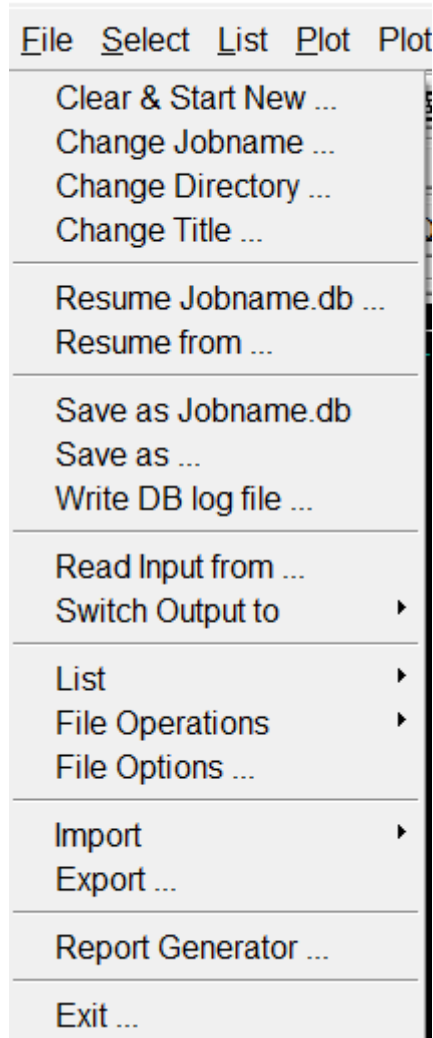 File Select List Plot Plot
Clear & Start New ...
Change Jobname ...
Change Directory ...
Change Title ...
Resume Jobname.db ...
Resume from ...
Save as Jobname.db
Save as ...
Write DB log file ...
Read Input from ...
Switch Output to
List
File Operations
File Options ...
Import
Export ...
Report Generator ...
Exit ...